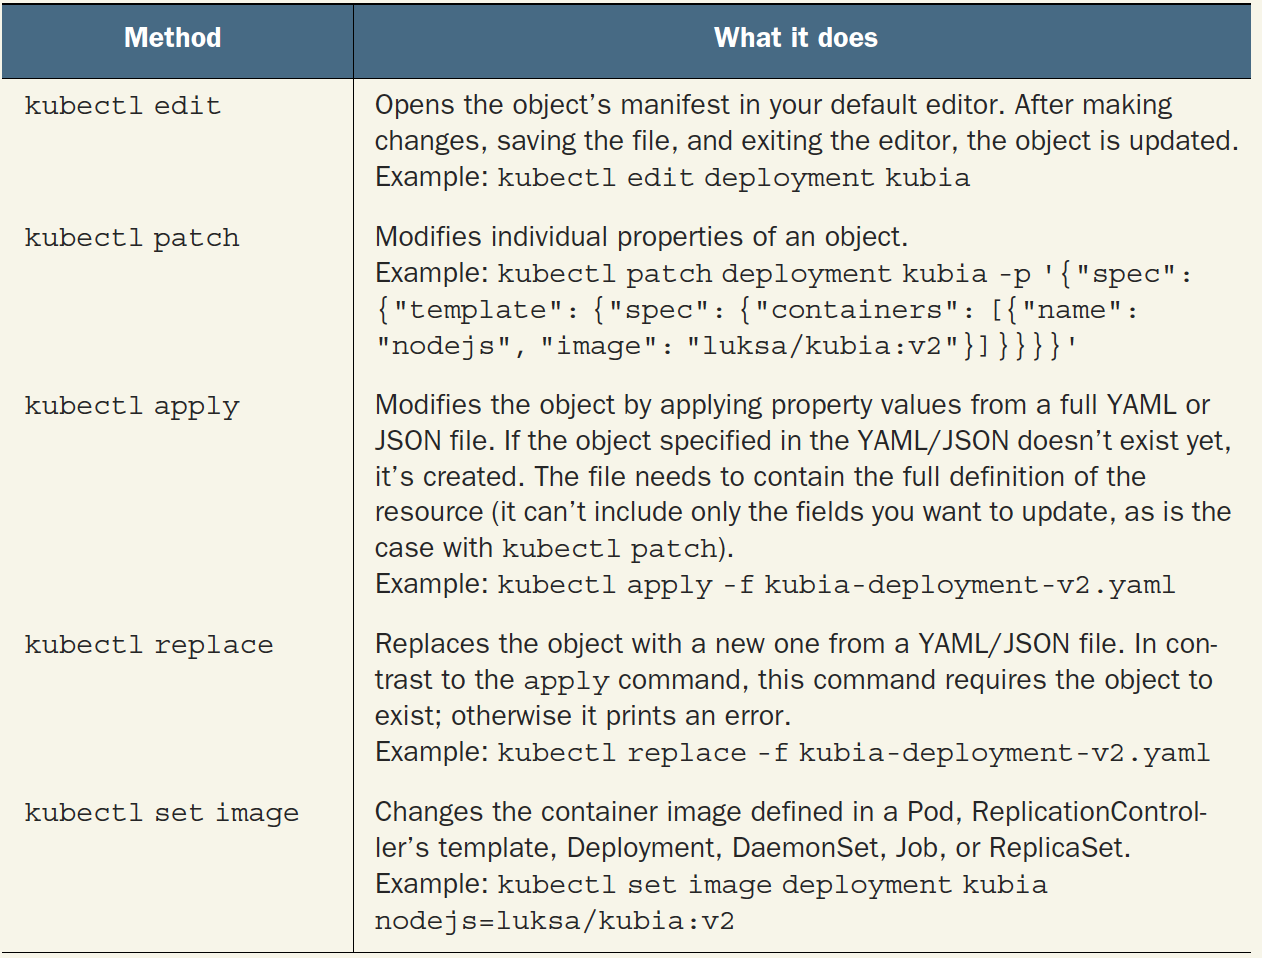 Method What it does
kubectl edit Opens the object’s manifest in your default editor. After making
changes, saving the file, and exiting the editor, the object is updated.
Example: kubectl edit deployment kubia
kubectl patch Modifies individual properties of an object.
Example: kubectl patch deployment kubia -p '{"spec":
{"template": {"spec": {"containers": [{"name":
"nodejs", "image": "luksa/kubia:v2"}]}}}}'
kubectl apply Modifies the object by applying property values from a full YAML or
JSON file. If the object specified in the YAML/JSON doesn’t exist yet,
it’s created. The file needs to contain the full definition of the
resource (it can’t include only the fields you want to update, as is the
case with kubectl patch).
Example: kubectl apply -f kubia-deployment-v2.yaml
kubectl replace Replaces the object with a new one from a YAML/JSON file. In con-
trast to the apply command, this command requires the object to
exist; otherwise it prints an error.
Example: kubectl replace -f kubia-deployment-v2.yaml
kubectl set image Changes the container image defined in a Pod, ReplicationControl-
ler’s template, Deployment, DaemonSet, Job, or ReplicaSet.
Example: kubectl set image deployment kubia
nodejs=luksa/kubia:v2